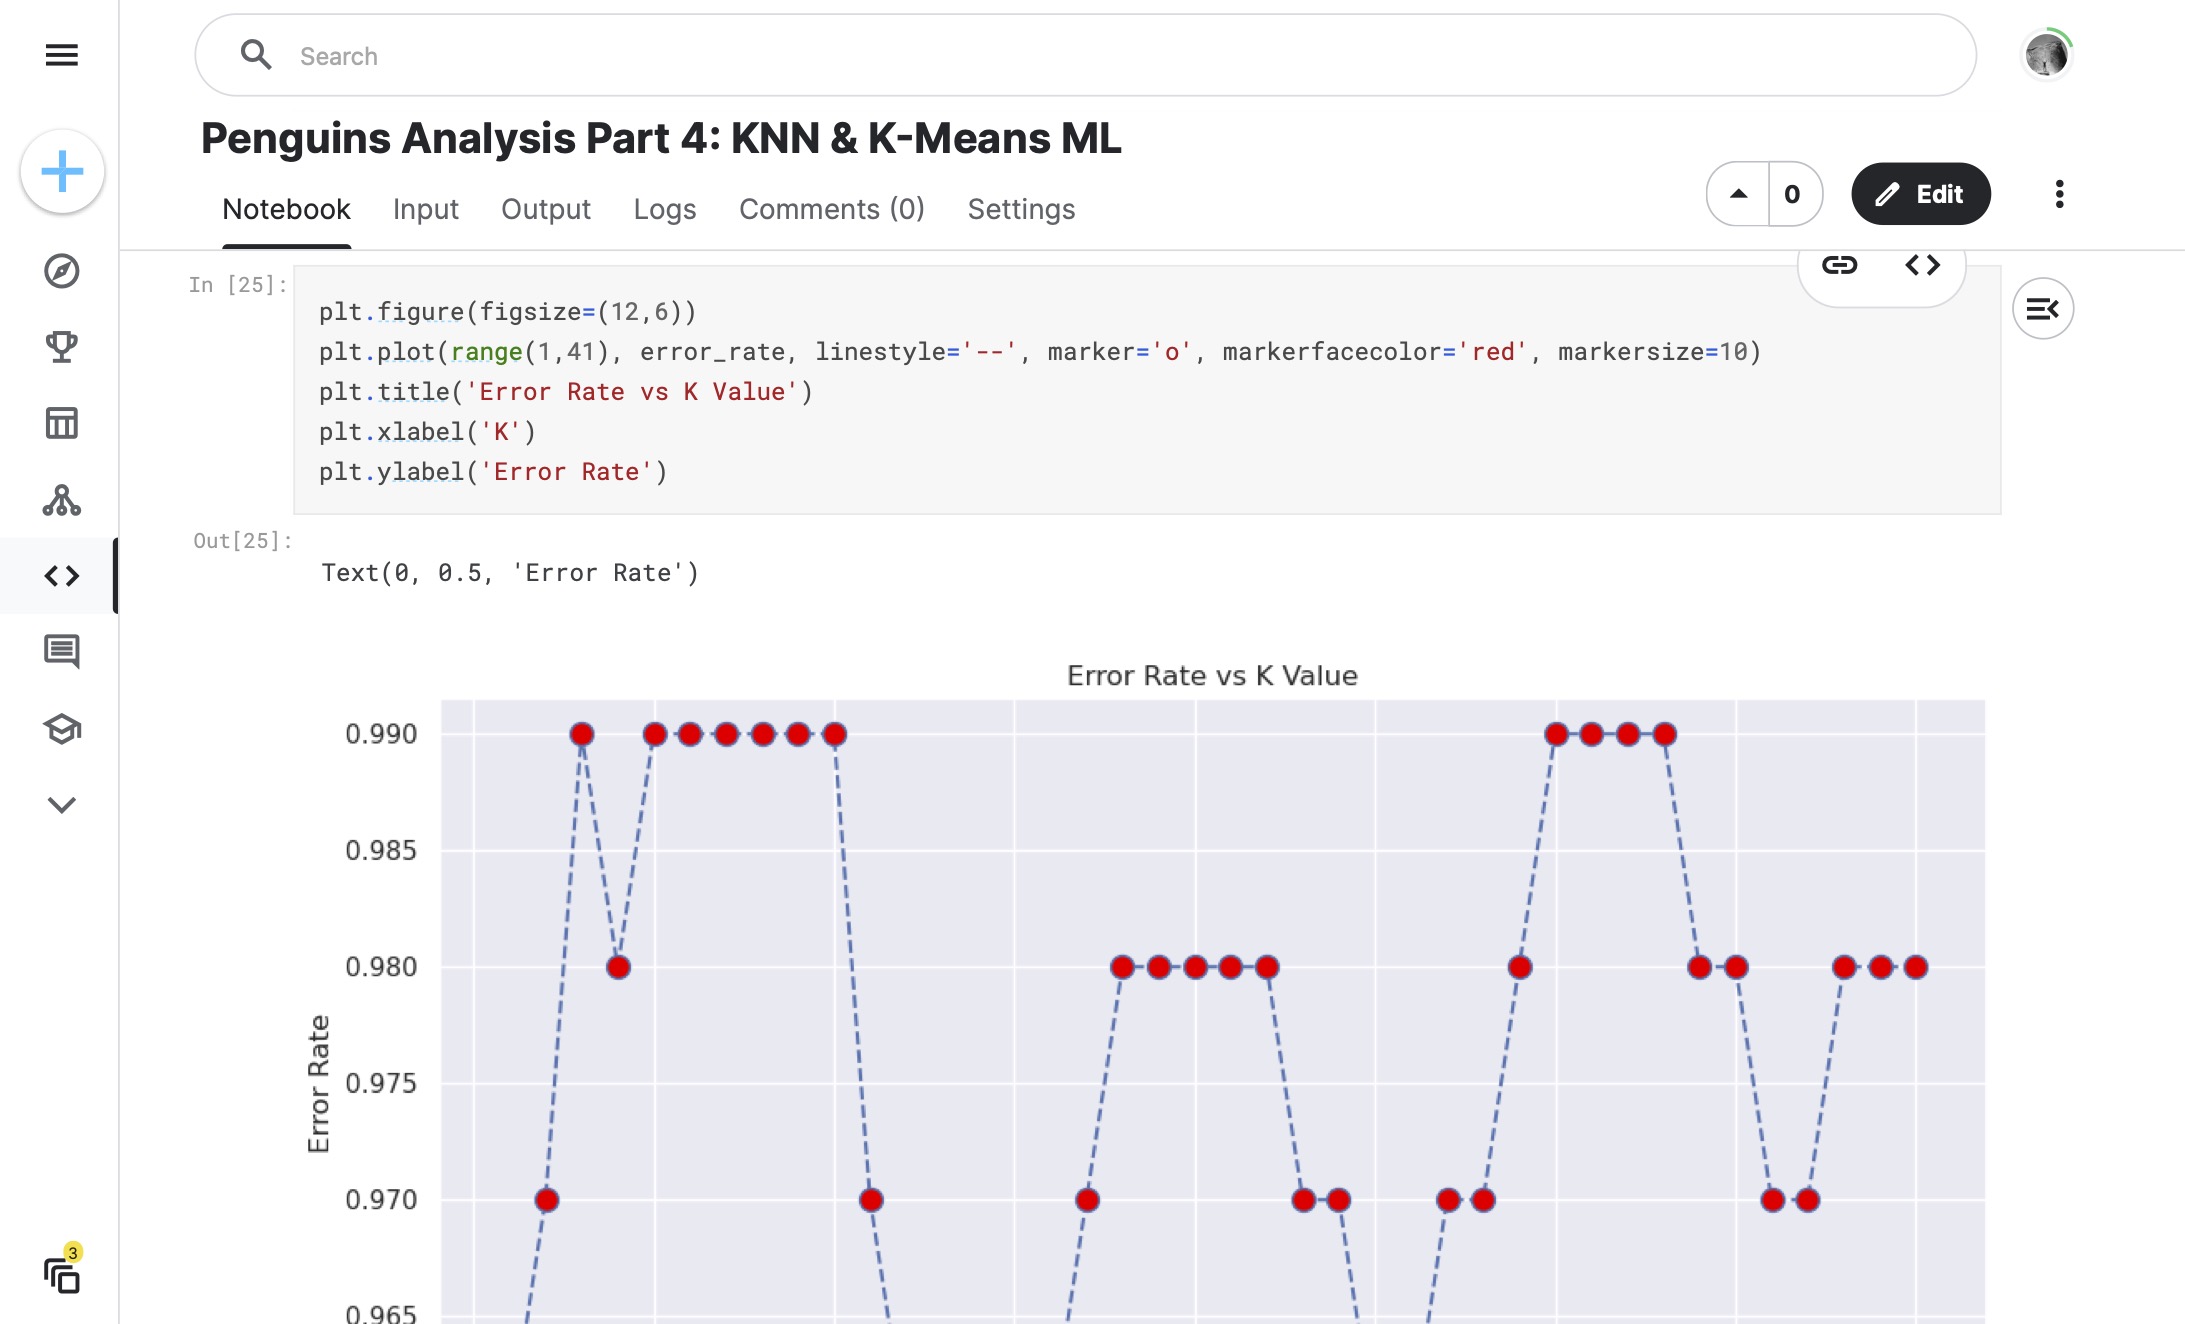 Search
Penguins Analysis Part 4: KNN & K-Means ML
Notebook Input Output Logs Comments (0) Settings
0 Edit
In [25]:
plt.figure(figsize=(12,6))
plt.plot(range(1,41), error_rate, linestyle='--', marker='o', markerfacecolor='red', markersize=10)
plt.title('Error Rate vs K Value')
plt.xlabel('K')
plt.ylabel('Error Rate')
Out[25]:
Text(0, 0.5, 'Error Rate')
Error Rate vs K Value
0.990
0.985
0.980
0.975
0.970
0.965
Error Rate
3